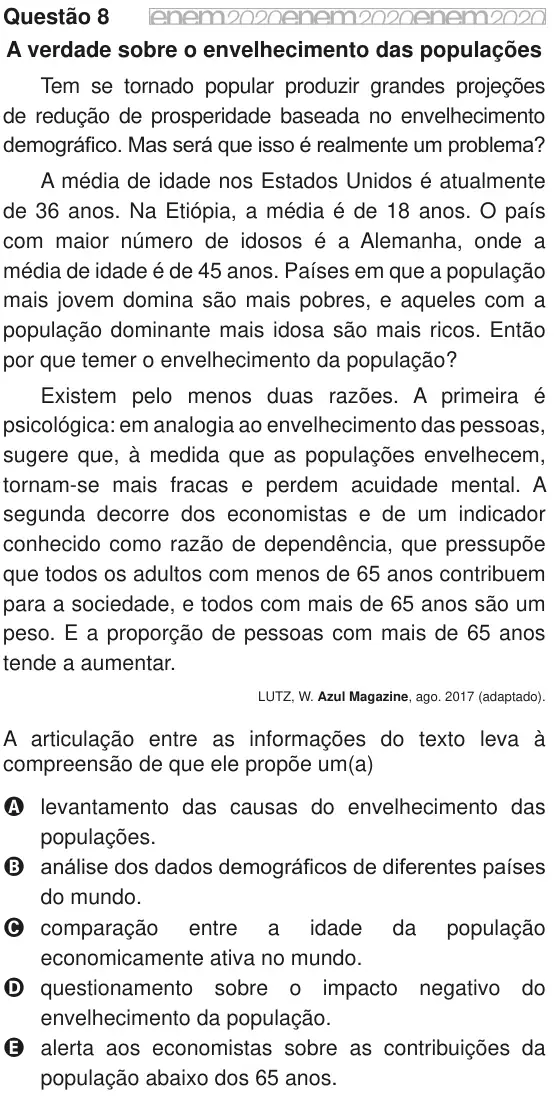 Questão 8 enem2020enem2020enem2020
A verdade sobre o envelhecimento das populações
Tem se tornado popular produzir grandes projeções
de redução de prosperidade baseada no envelhecimento
demográfico. Mas será que isso é realmente um problema?
A média de idade nos Estados Unidos é atualmente
de 36 anos. Na Etiópia, a média é de 18 anos. O país
com maior número de idosos é a Alemanha, onde a
média de idade é de 45 anos. Países em que a população
mais jovem domina são mais pobres, e aqueles com a
população dominante mais idosa são mais ricos. Então
por que temer o envelhecimento da população?
Existem pelo menos duas razões. A primeira é
psicológica: em analogia ao envelhecimento das pessoas,
sugere que, à medida que as populações envelhecem,
tornam-se mais fracas e perdem acuidade mental. A
segunda decorre dos economistas e de um indicador
conhecido como razão de dependência, que pressupõe
que todos os adultos com menos de 65 anos contribuem
para a sociedade, e todos com mais de 65 anos são um
peso. E a proporção de pessoas com mais de 65 anos
tende a aumentar.
LUTZ, W. Azul Magazine, ago. 2017 (adaptado).
A articulação entre as informações do texto leva à
compreensão de que ele propõe um(a)
A levantamento das causas do envelhecimento das
populações.
B análise dos dados demográficos de diferentes países
do mundo.
C comparação entre a idade da população
economicamente ativa no mundo.
D questionamento sobre o impacto negativo do
envelhecimento da população.
E alerta aos economistas sobre as contribuições da
população abaixo dos 65 anos.